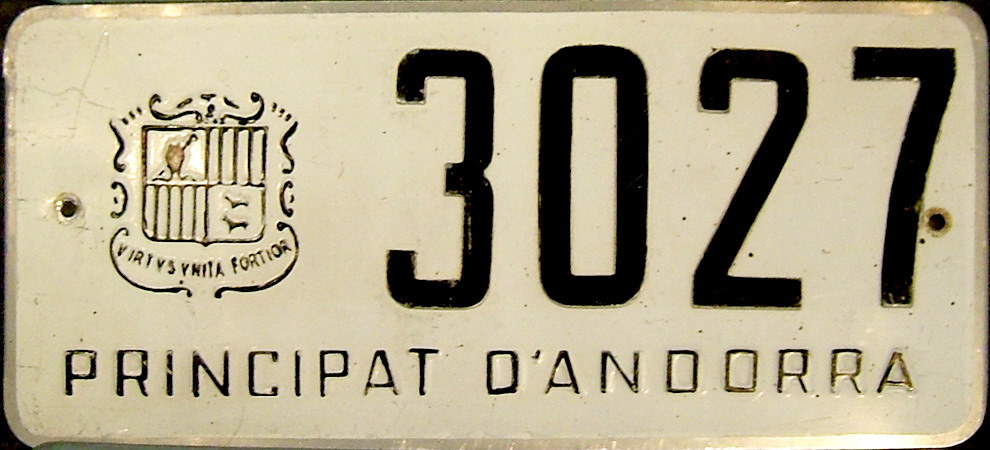 3027
VIRTVS VNITA FORTIOR
PRINCIPAT D'ANDORRA